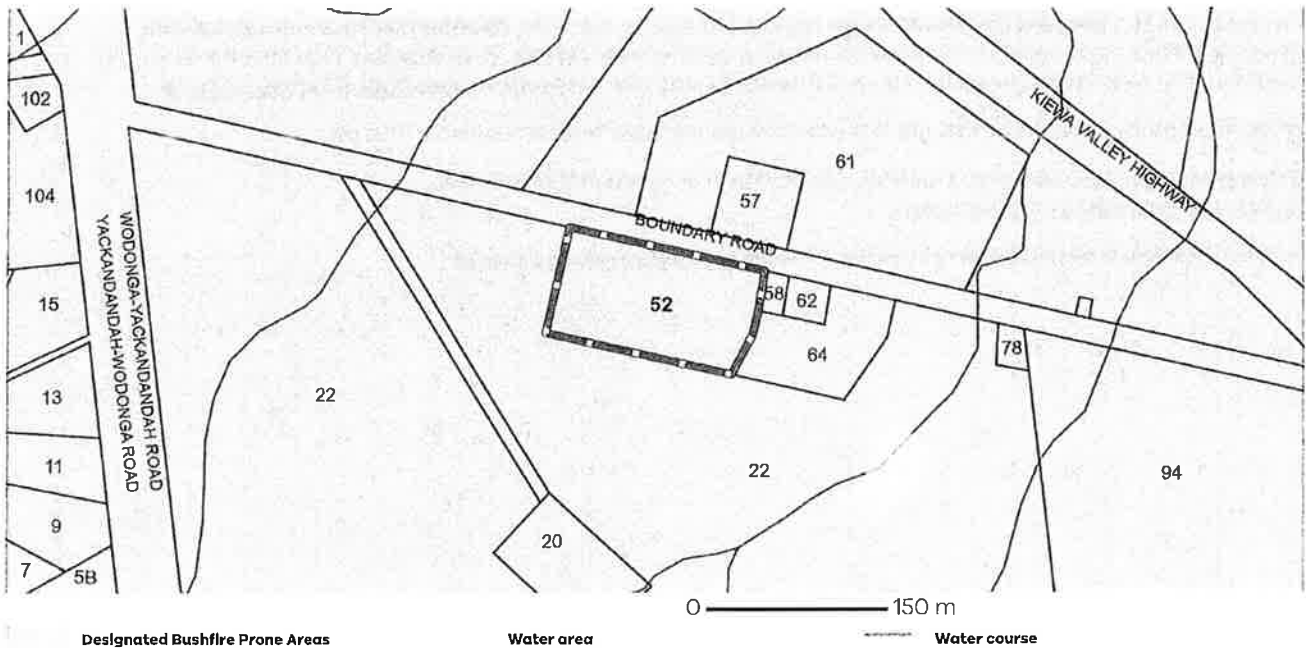 1
102
104
15
13
11
9
7
5B
WODONGA-YACKANDANDAH ROAD
YACKANDANDAH-WODONGA ROAD
22
20
BOUNDARY ROAD
52
57
61
58
62
64
22
78
94
KIEWA VALLEY HIGHWAY
0 150 m
Designated Bushfire Prone Areas
Water area
Water course